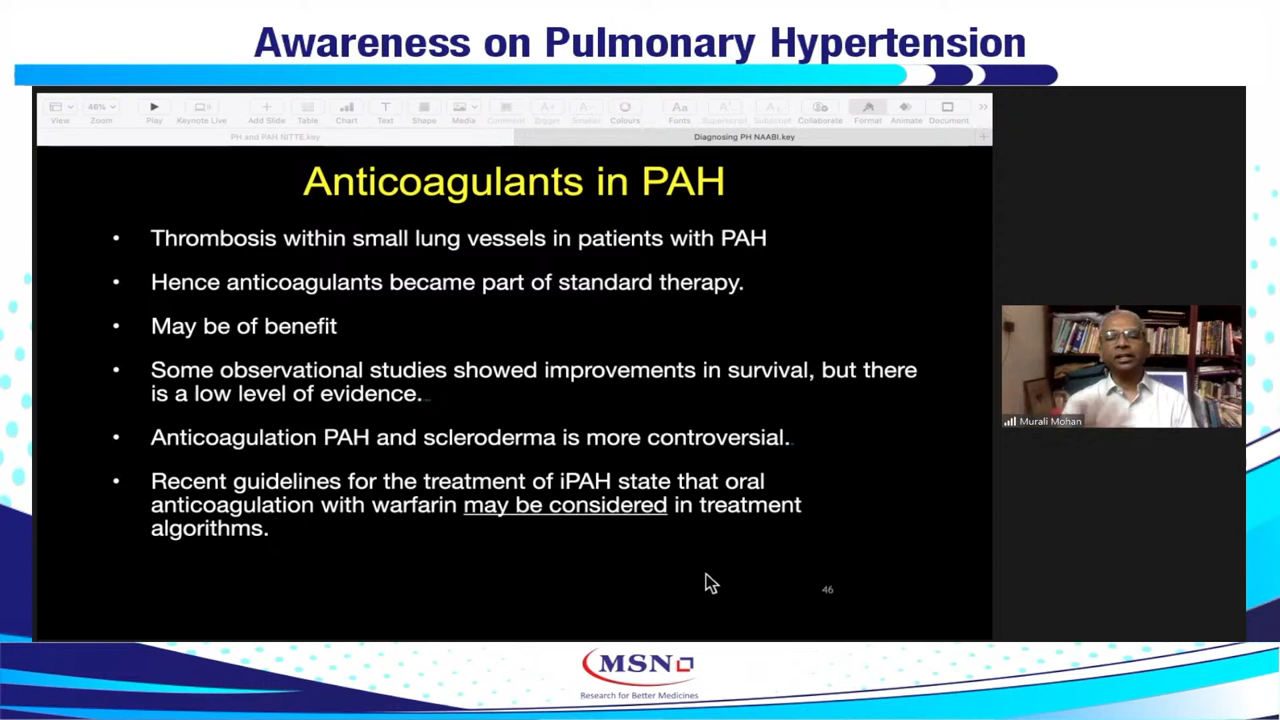 Awareness on Pulmonary Hypertension
View
46%
Zoom
Play
Keynote Live
Add Slide
Table
Chart
Text
Shape
Media
Comment
Bigger
Smaller
Colours
Fonts
Superscript
Subscript
Collaborate
Format
Animate
Document
PH and PAH NITTE.key
Diagnosing PH NAABI.key
Anticoagulants in PAH
• Thrombosis within small lung vessels in patients with PAH
• Hence anticoagulants became part of standard therapy.
• May be of benefit
• Some observational studies showed improvements in survival, but there
is a low level of evidence.
• Anticoagulation PAH and scleroderma is more controversial.
• Recent guidelines for the treatment of iPAH state that oral
anticoagulation with warfarin may be considered in treatment
algorithms.
46
Murali Mohan
MSN
Research for Better Medicines